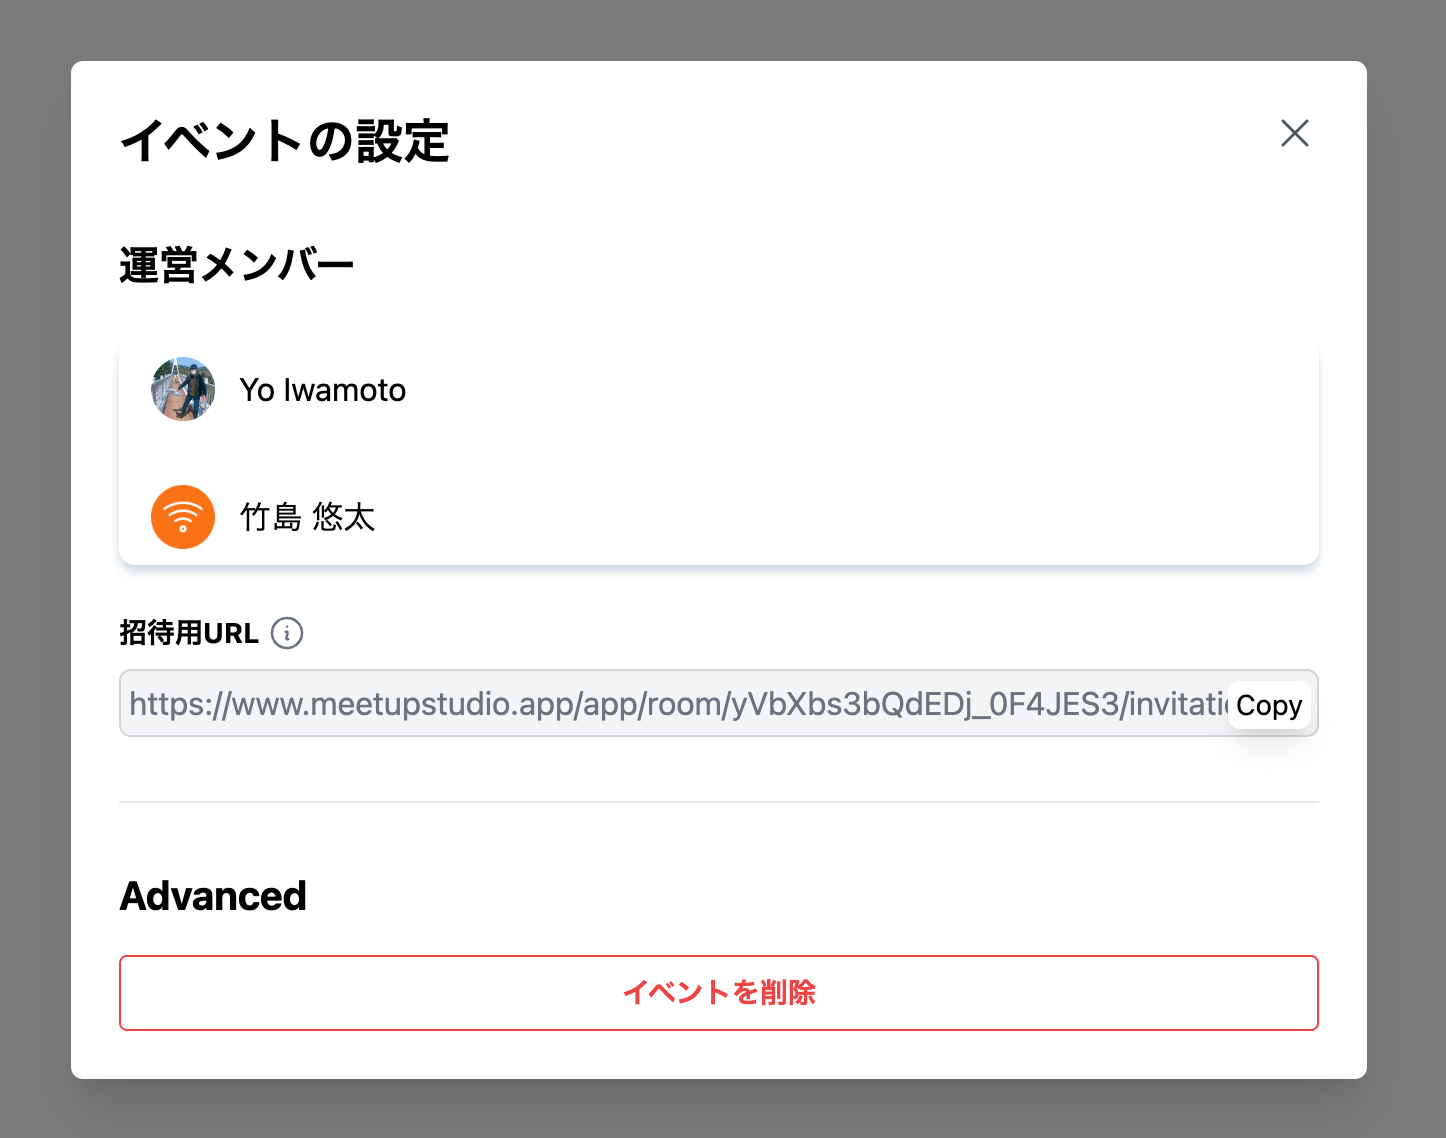 イベントの設定
運営メンバー
Yo Iwamoto
竹島 悠太
招待用URL
https://www.meetupstudio.app/app/room/yVbXbs3bQdEDj_0F4JES3/invitati
Copy
Advanced
イベントを削除